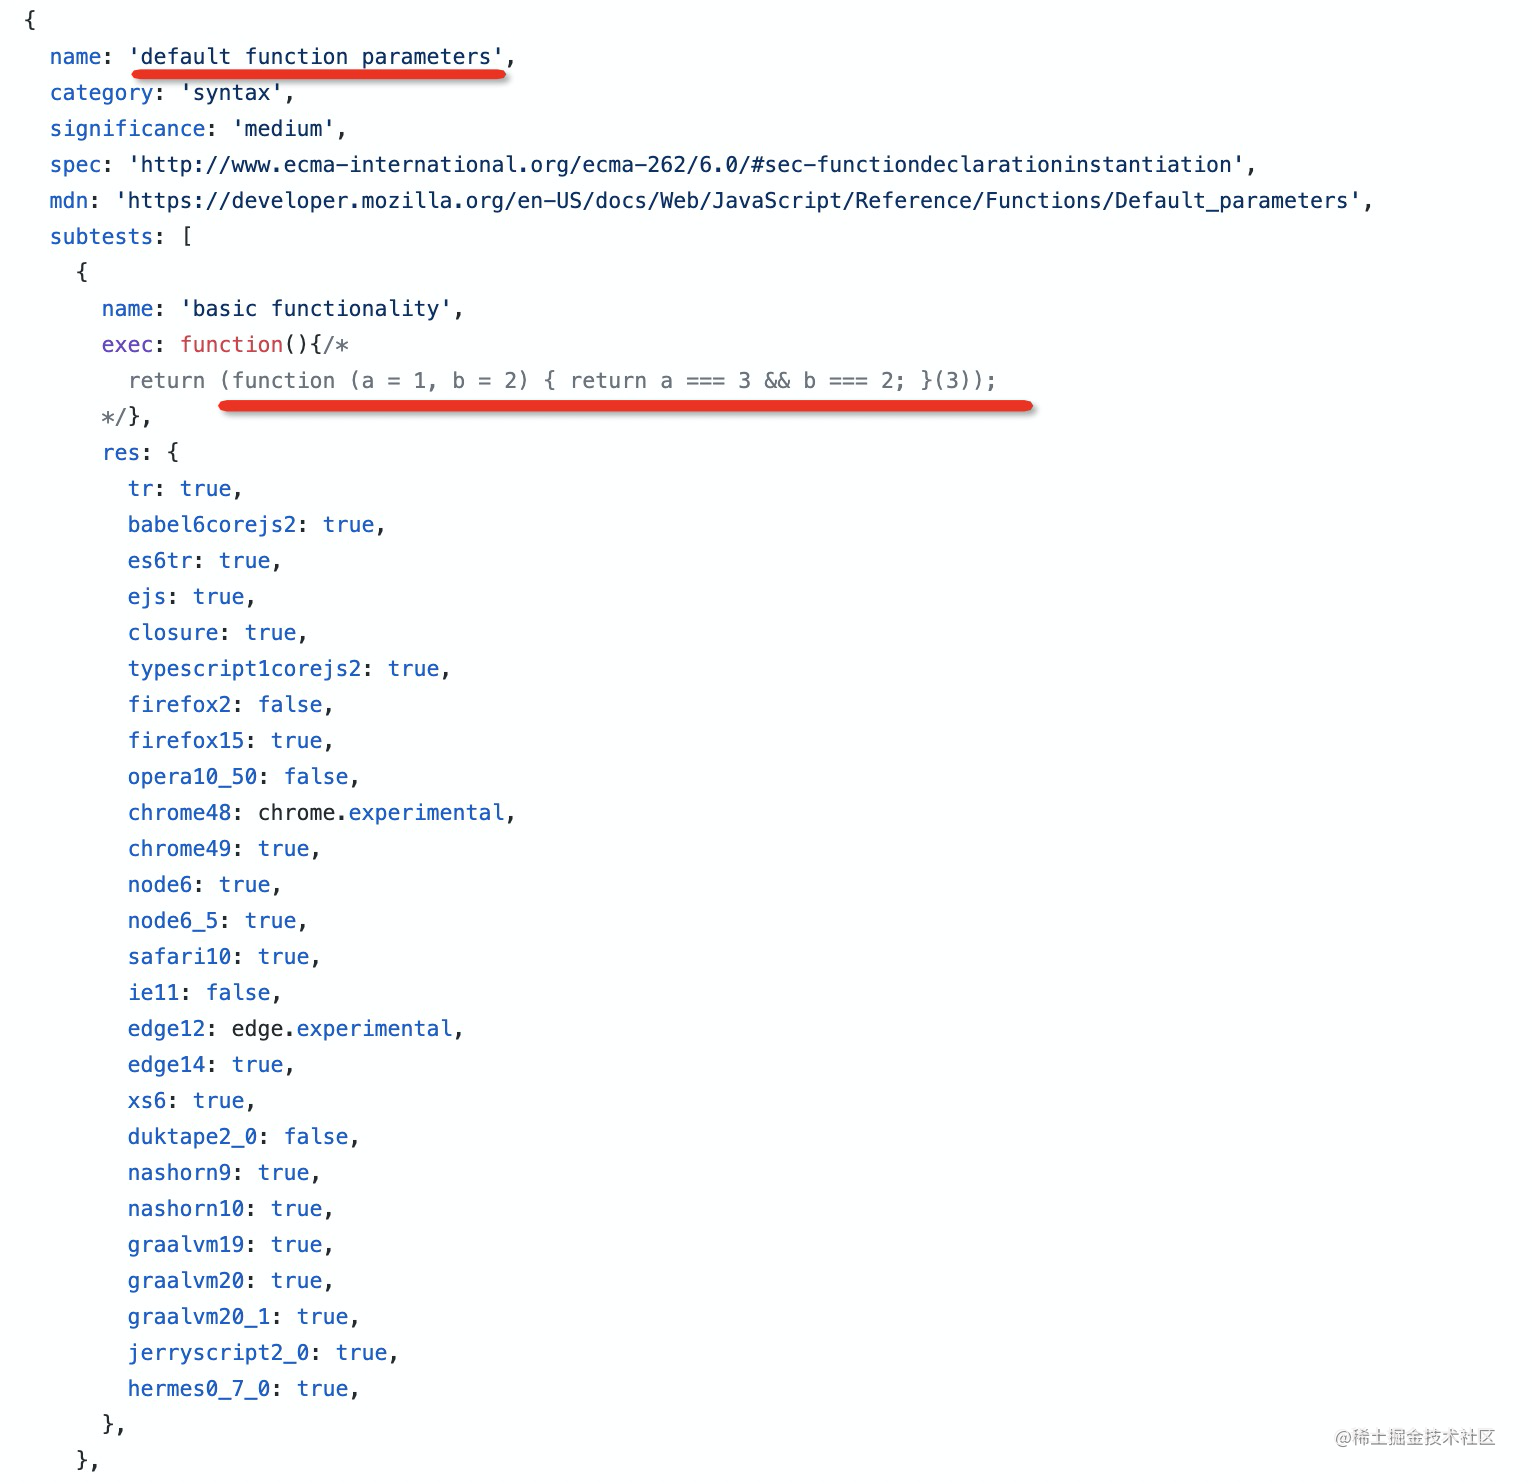 {
name: 'default function parameters',
category: 'syntax',
significance: 'medium',
spec: 'http://www.ecma-international.org/ecma-262/6.0/#sec-functiondeclarationinstantiation',
mdn: 'https://developer.mozilla.org/en-US/docs/Web/JavaScript/Reference/Functions/Default_parameters',
subtests: [
{
name: 'basic functionality',
exec: function(){/*
return (function (a = 1, b = 2) { return a === 3 && b === 2; }(3));
*/},
res: {
tr: true,
babel6corejs2: true,
es6tr: true,
ejs: true,
closure: true,
typescript1corejs2: true,
firefox2: false,
firefox15: true,
opera10_50: false,
chrome48: chrome.experimental,
chrome49: true,
node6: true,
node6_5: true,
safari10: true,
ie11: false,
edge12: edge.experimental,
edge14: true,
xs6: true,
duktape2_0: false,
nashorn9: true,
nashorn10: true,
graalvm19: true,
graalvm20: true,
graalvm20_1: true,
jerryscript2_0: true,
hermes0_7_0: true,
},
@稀土掘金技术社区
},